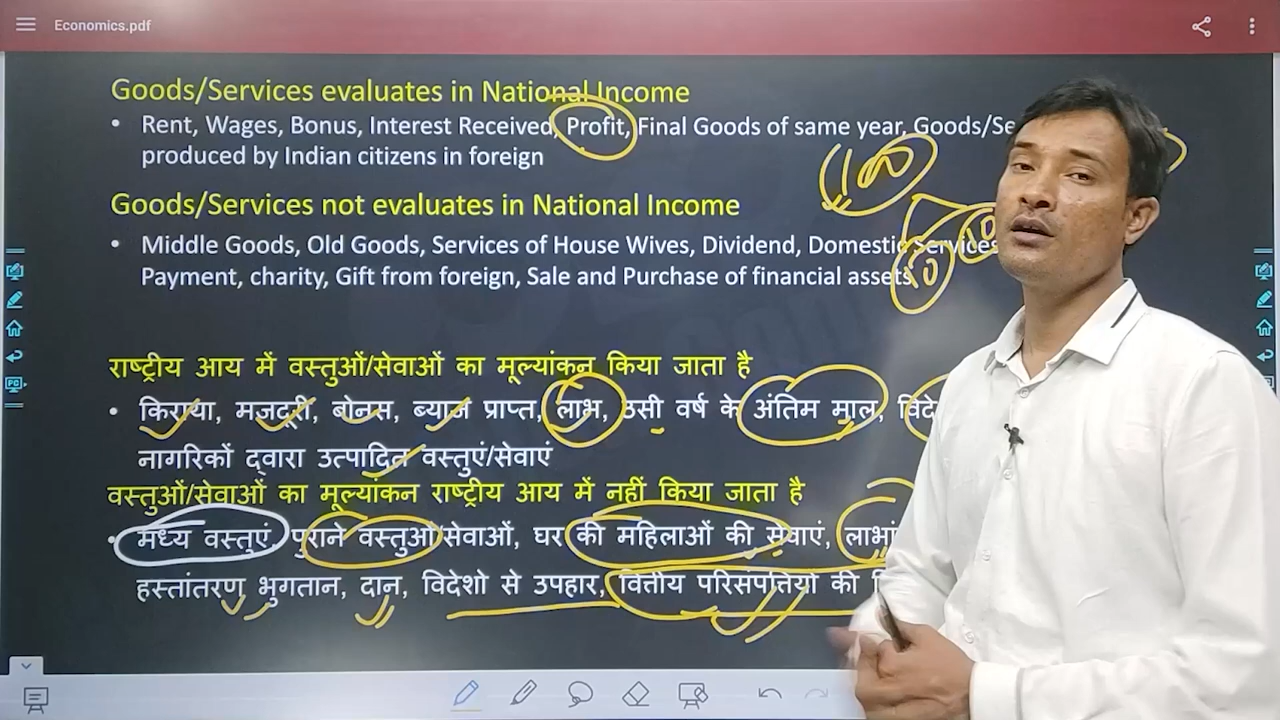 Economics.pdf
Goods/Services evaluates in National Income
• Rent, Wages, Bonus, Interest Received, Profit, Final Goods of same year, Goods/Se
produced by Indian citizens in foreign
100
Goods/Services not evaluates in National Income
• Middle Goods, Old Goods, Services of House Wives, Dividend, Domestic Services
Payment, charity, Gift from foreign, Sale and Purchase of financial assets
राष्ट्रीय आय में वस्तुओं/सेवाओं का मूल्यांकन किया जाता है
• किराया, मजदूरी, बोनस, ब्याज प्राप्त, लाभ, उसी वर्ष के अंतिम माल,
नागरिकों द्वारा उत्पादित वस्तुएं/सेवाएं
वस्तुओं/सेवाओं का मूल्यांकन राष्ट्रीय आय में नहीं किया जाता है
• मध्य वस्तुएं पुराने वस्तुओ सेवाओं, घर की महिलाओं की सेवाएं,
हस्तांतरण भुगतान, दान, विदेशो से उपहार, वित्तीय परिसंपत्तियों की